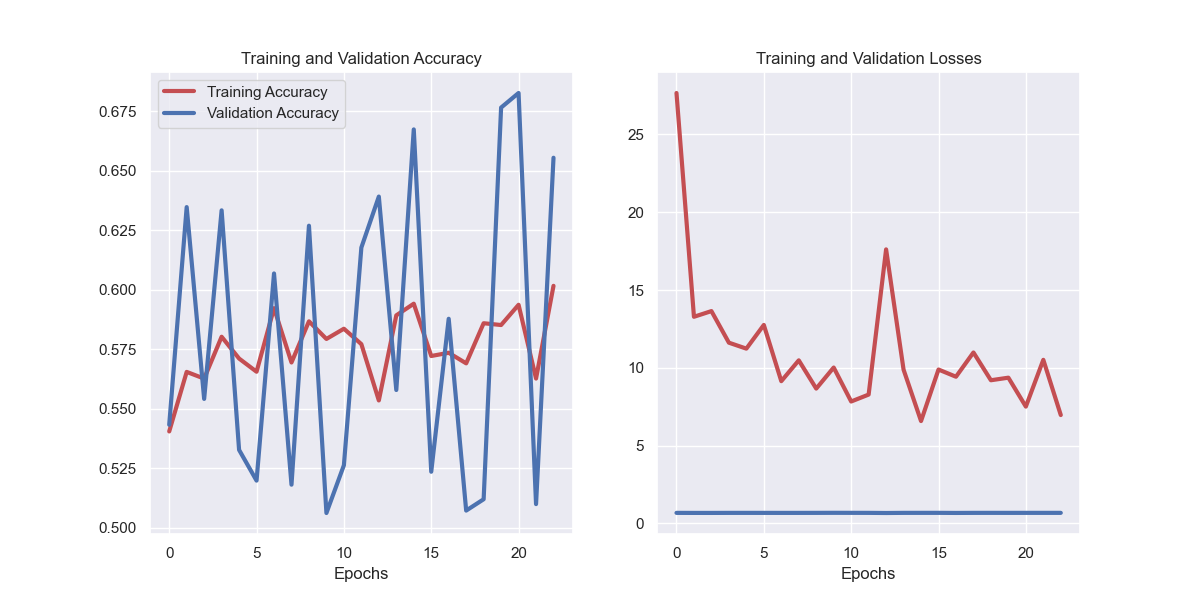 Training and Validation Accuracy
Training Accuracy
Validation Accuracy
0.675
0.650
0.625
0.600
0.575
0.550
0.525
0.500
0 5 10 15 20
Epochs
Training and Validation Losses
25
20
15
10
5
0
0 5 10 15 20
Epochs